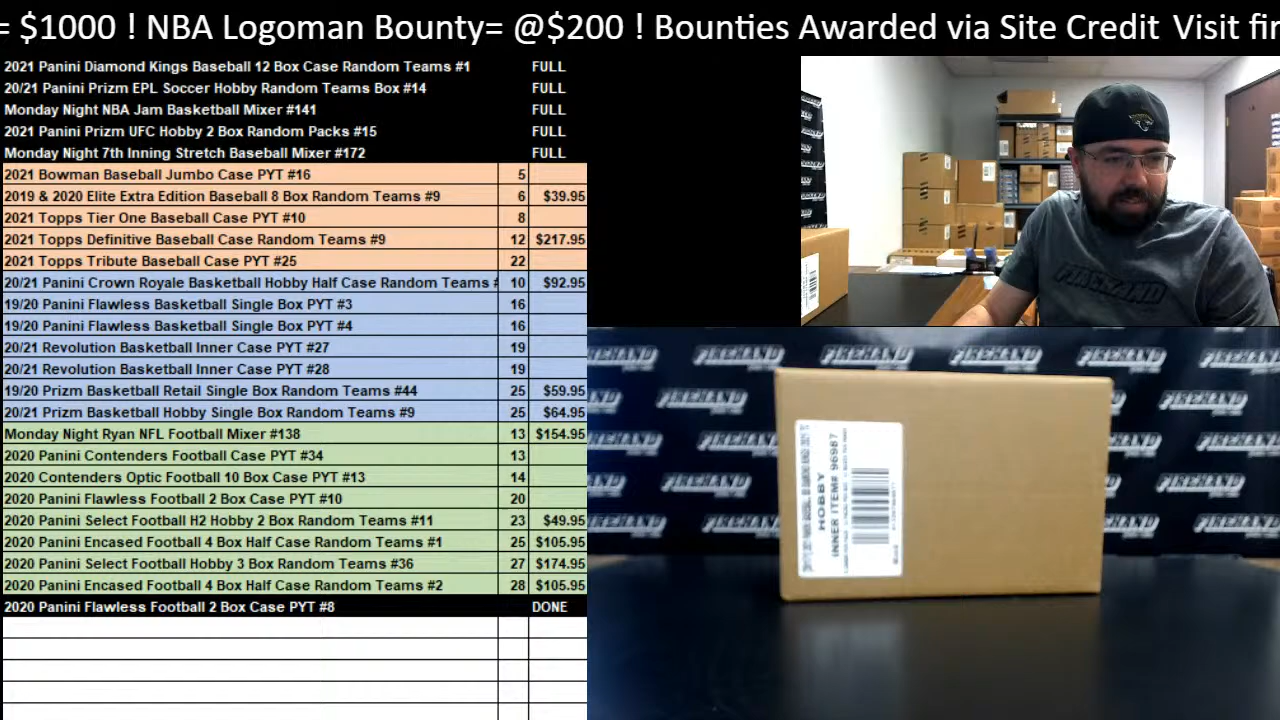 = $1000 ! NBA Logoman Bounty= @$200 ! Bounties Awarded via Site Credit Visit fir
2021 Panini Diamond Kings Baseball 12 Box Case Random Teams #1 FULL
20/21 Panini Prizm EPL Soccer Hobby Random Teams Box #14 FULL
Monday Night NBA Jam Basketball Mixer #141 FULL
2021 Panini Prizm UFC Hobby 2 Box Random Packs #15 FULL
Monday Night 7th Inning Stretch Baseball Mixer #172 FULL
2021 Bowman Baseball Jumbo Case PYT #16 5
2019 & 2020 Elite Extra Edition Baseball 8 Box Random Teams #9 6 $39.95
2021 Topps Tier One Baseball Case PYT #10 8
2021 Topps Definitive Baseball Case Random Teams #9 12 $217.95
2021 Topps Tribute Baseball Case PYT #25 22
20/21 Panini Crown Royale Basketball Hobby Half Case Random Teams # 10 $92.95
19/20 Panini Flawless Basketball Single Box PYT #3 16
19/20 Panini Flawless Basketball Single Box PYT #4 16
20/21 Revolution Basketball Inner Case PYT #27 19
20/21 Revolution Basketball Inner Case PYT #28 19
19/20 Prizm Basketball Retail Single Box Random Teams #44 25 $59.95
20/21 Prizm Basketball Hobby Single Box Random Teams #9 25 $64.95
Monday Night Ryan NFL Football Mixer #138 13 $154.95
2020 Panini Contenders Football Case PYT #34 13
2020 Contenders Optic Football 10 Box Case PYT #13 14
2020 Panini Flawless Football 2 Box Case PYT #10 20
2020 Panini Select Football H2 Hobby 2 Box Random Teams #11 23 $49.95
2020 Panini Encased Football 4 Box Half Case Random Teams #1 25 $105.95
2020 Panini Select Football Hobby 3 Box Random Teams #36 27 $174.95
2020 Panini Encased Football 4 Box Half Case Random Teams #2 28 $105.95
2020 Panini Flawless Football 2 Box Case PYT #8 DONE
FIREHAND
FIREHAND
HOBBY
INNER ITEM# 96987